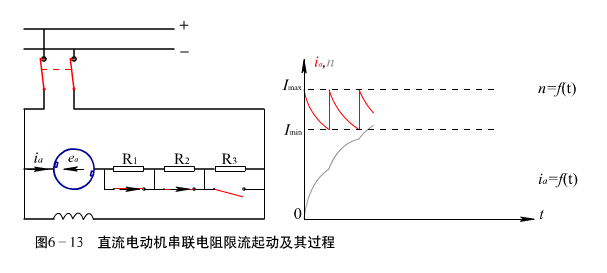 +
−
iₐ eₐ R₁ R₂ R₃
iₐ,n
Imax
Imin
0
t
n=f(t)
iₐ=f(t)
图6－13 直流电动机串联电阻限流起动及其过程